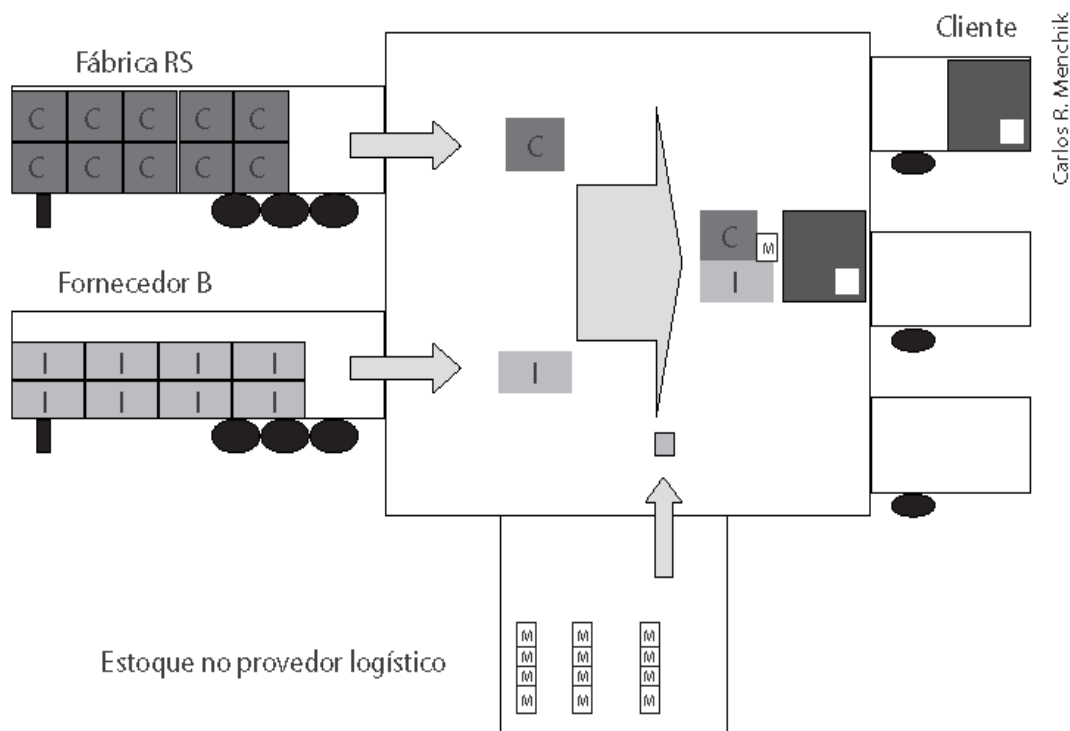 Cliente
Carlos R. Menchik
Fábrica RS
C C C C C
C C C C C
C
C
M
I
Fornecedor B
I I I I
I I I I
I
Estoque no provedor logístico
M M M
M M M
M M M
M M M